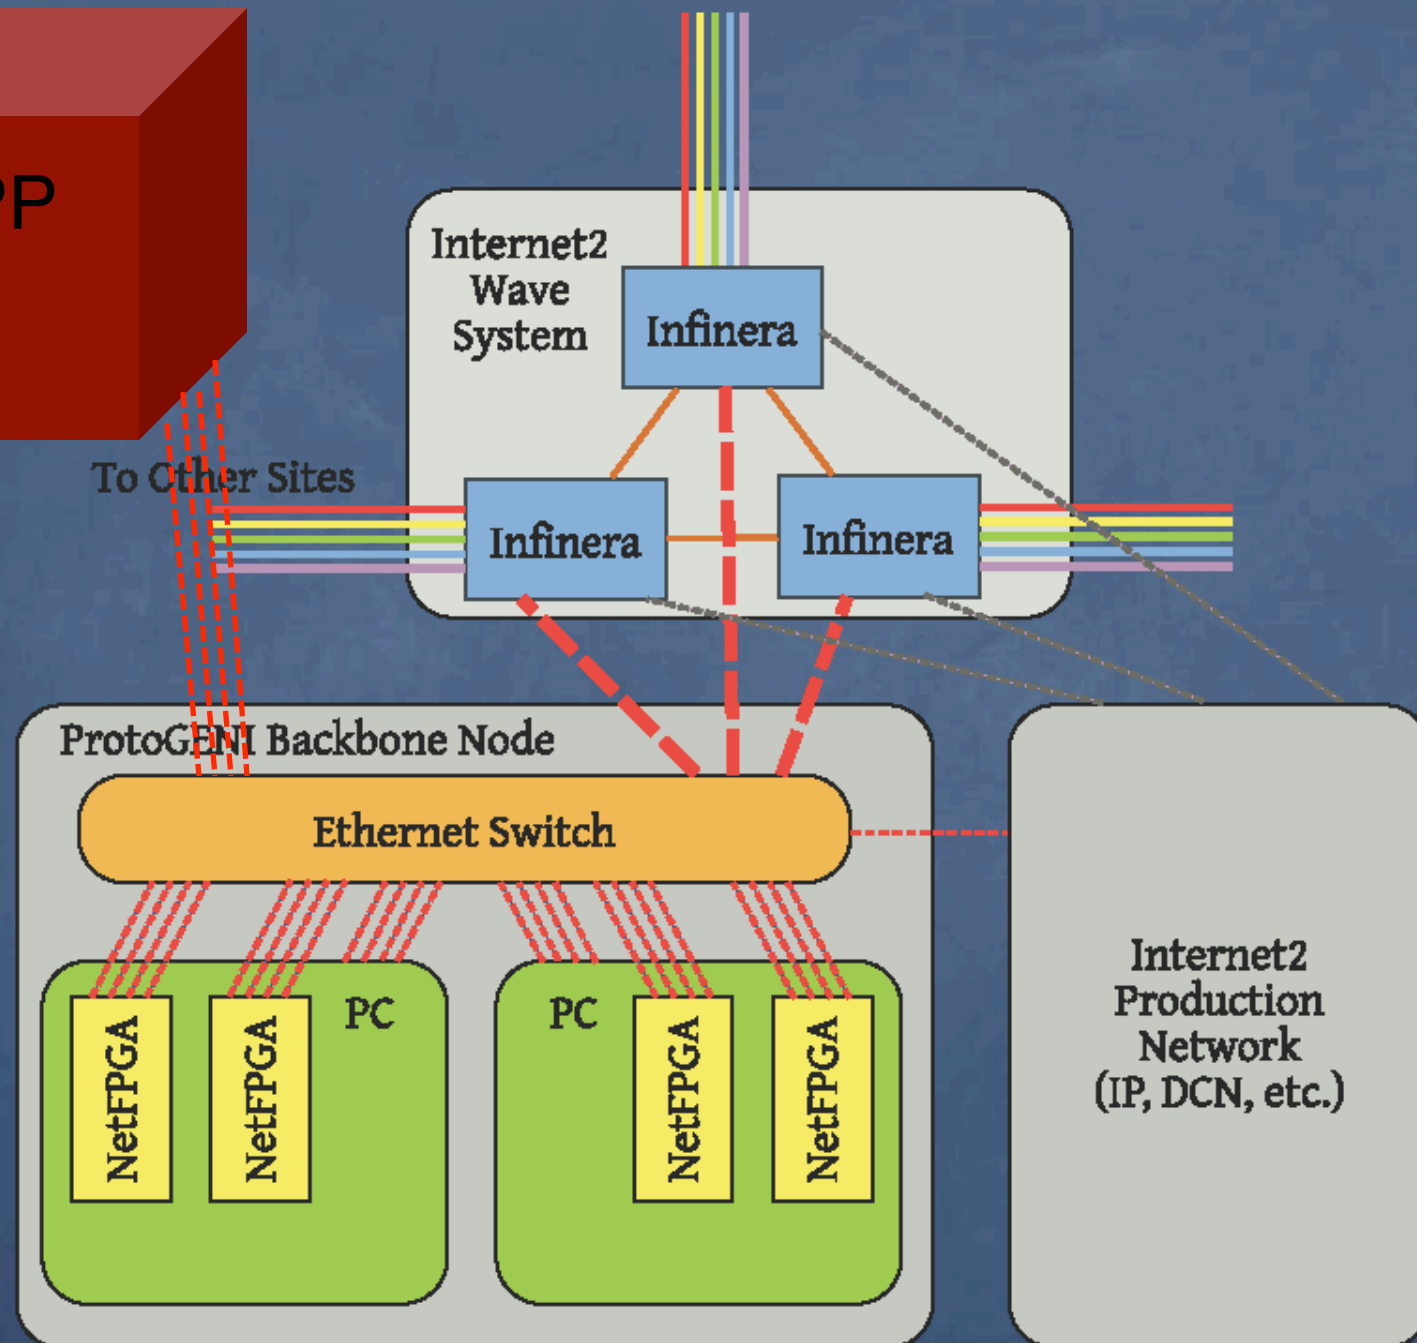 PP
Internet2
Wave
System
Infinera
To Other Sites
Infinera
Infinera
ProtoGENI Backbone Node
Ethernet Switch
PC
PC
NetFPGA
NetFPGA
NetFPGA
NetFPGA
Internet2
Production
Network
(IP, DCN, etc.)